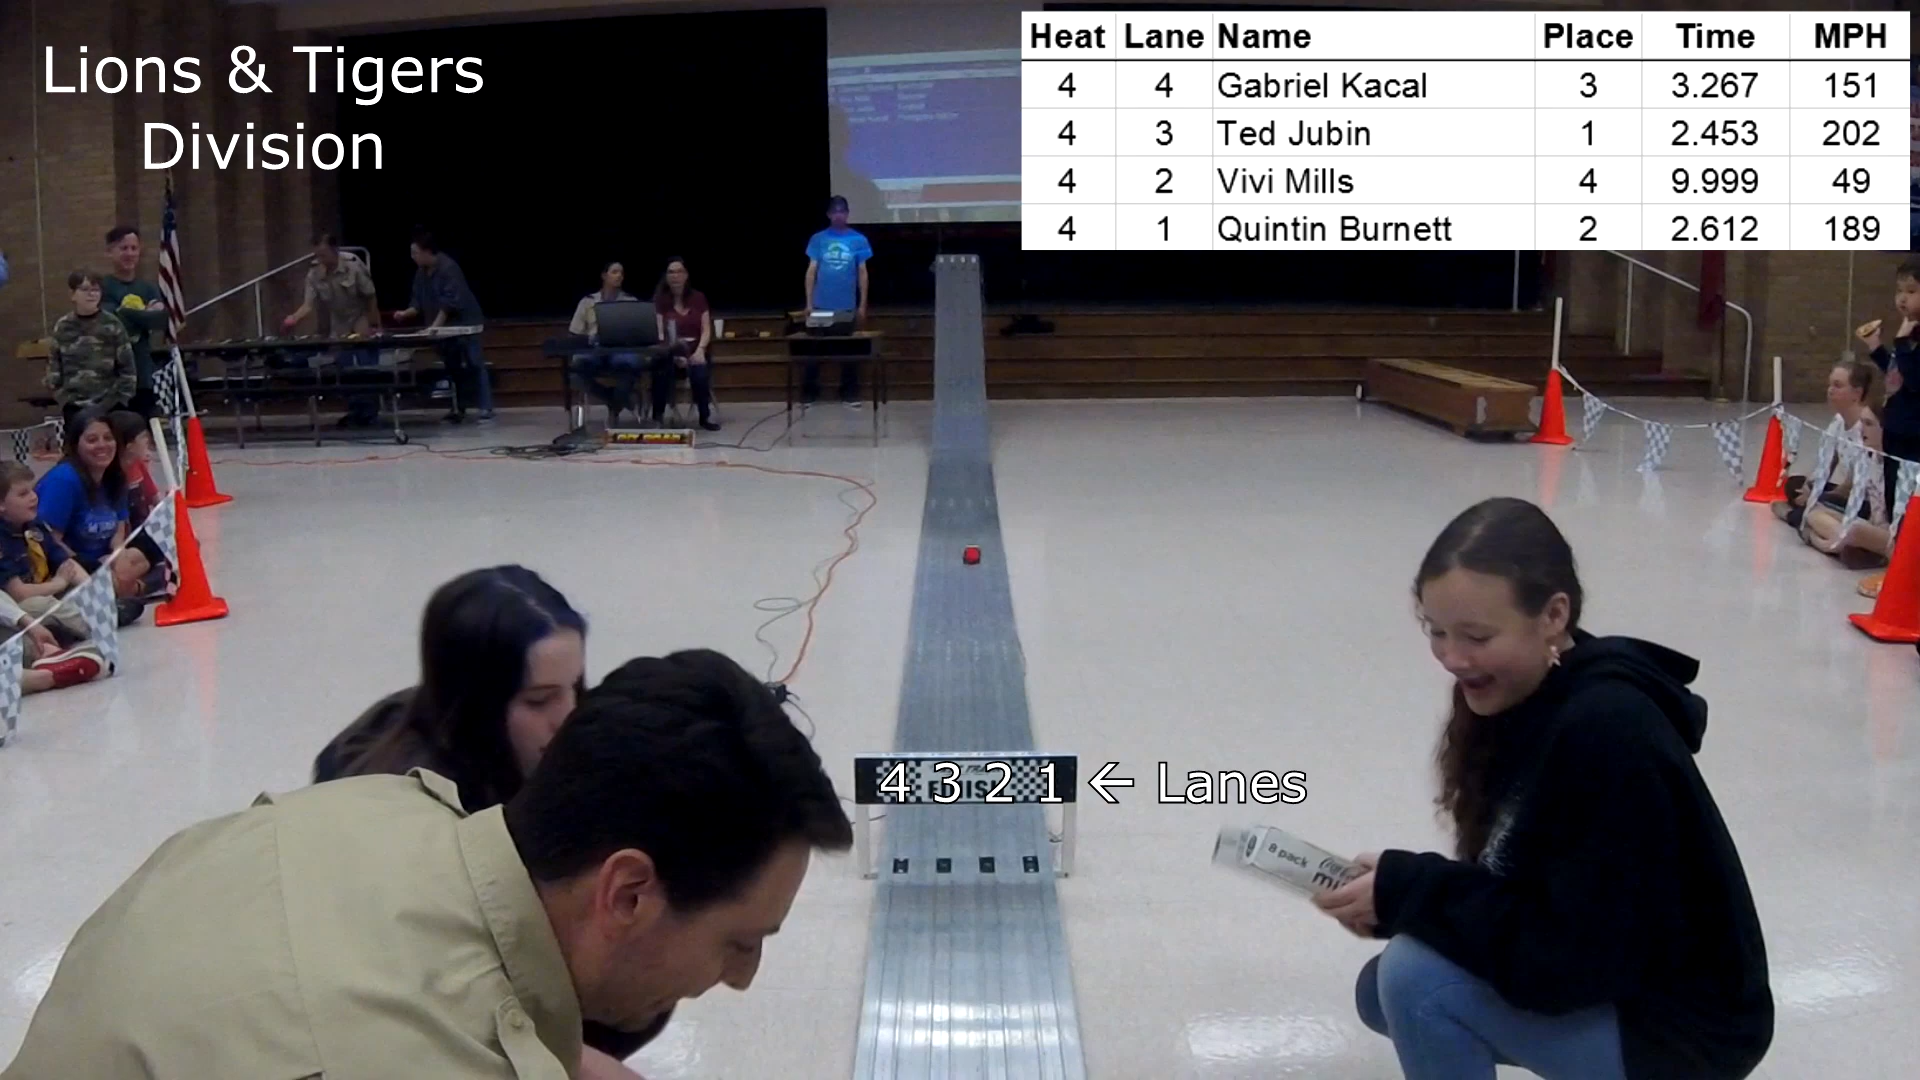 Lions & Tigers
Division
Heat Lane Name Place Time MPH
4 4 Gabriel Kacal 3 3.267 151
4 3 Ted Jubin 1 2.453 202
4 2 Vivi Mills 4 9.999 49
4 1 Quintin Burnett 2 2.612 189
4 3 2 1 ← Lanes
8 pack